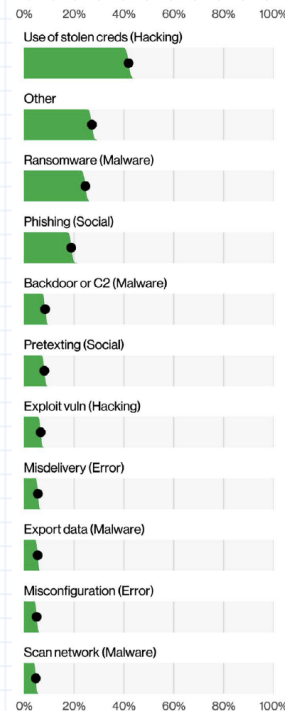 0% 20% 40% 60% 80% 100%
Use of stolen creds (Hacking)
Other
Ransomware (Malware)
Phishing (Social)
Backdoor or C2 (Malware)
Pretexting (Social)
Exploit vuln (Hacking)
Misdelivery (Error)
Export data (Malware)
Misconfiguration (Error)
Scan network (Malware)
0% 20% 40% 60% 80% 100%